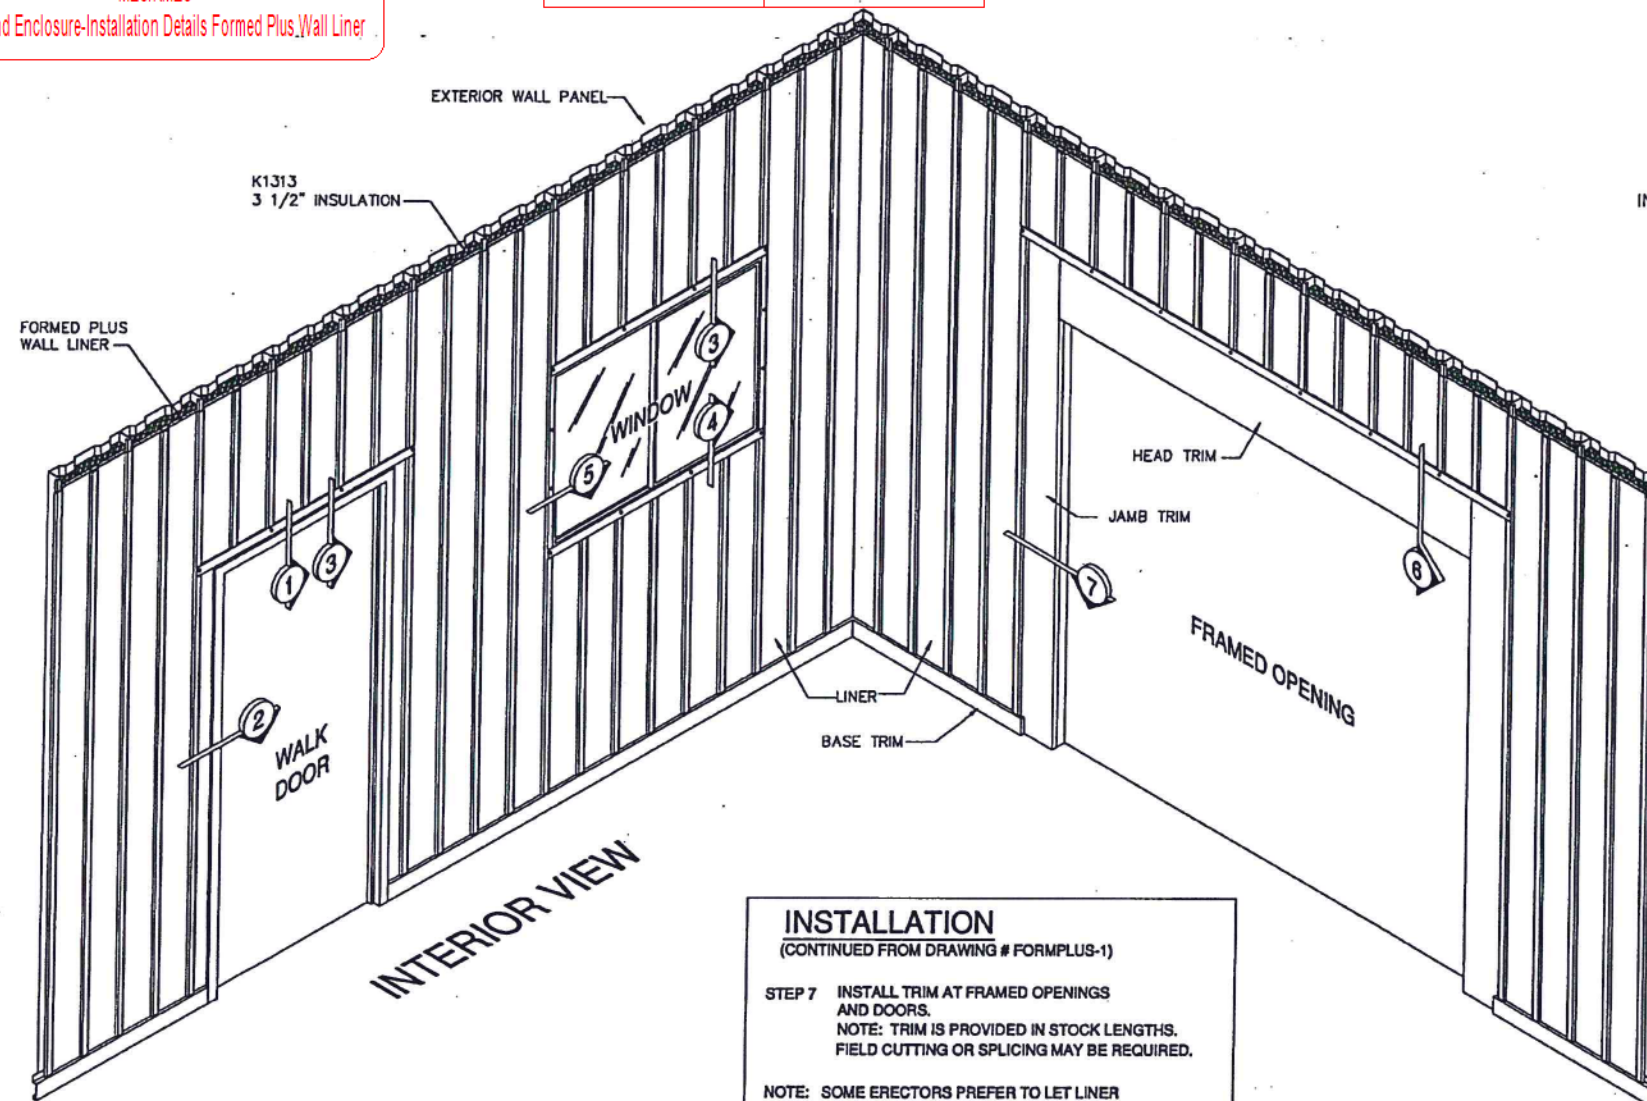 d Enclosure-Installation Details Formed Plus Wall Liner
EXTERIOR WALL PANEL
K1313
3 1/2" INSULATION
FORMED PLUS
WALL LINER
3
WINDOW
4
5
1
3
2
WALK
DOOR
HEAD TRIM
JAMB TRIM
7
6
FRAMED OPENING
LINER
BASE TRIM
INTERIOR VIEW
INSTALLATION
(CONTINUED FROM DRAWING # FORMPLUS-1)
STEP 7 INSTALL TRIM AT FRAMED OPENINGS
AND DOORS.
NOTE: TRIM IS PROVIDED IN STOCK LENGTHS.
FIELD CUTTING OR SPLICING MAY BE REQUIRED.
NOTE: SOME ERECTORS PREFER TO LET LINER